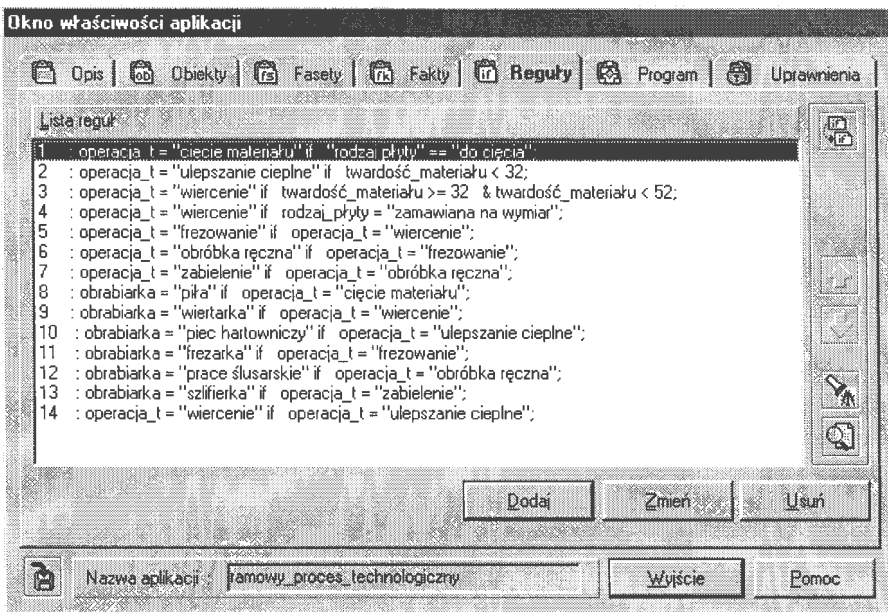 Okno właściwości aplikacji
Opis ob Obiekty fs Fasety fk Fakty ir Reguły Program Uprawnienia
Lista reguł
1 : operacja_t = "cięcie materiału" if "rodzaj płyty" == "do cięcia";
2 : operacja_t = "ulepszanie cieplne" if twardość_materiału < 32;
3 : operacja_t = "wiercenie" if twardość_materiału >= 32 & twardość_materiału < 52;
4 : operacja_t = "wiercenie" if rodzaj_płyty = "zamawiana na wymiar";
5 : operacja_t = "frezowanie" if operacja_t = "wiercenie";
6 : operacja_t = "obróbka ręczna" if operacja_t = "frezowanie";
7 : operacja_t = "zabielenie" if operacja_t = "obróbka ręczna";
8 : obrabiarka = "piła" if operacja_t = "cięcie materiału";
9 : obrabiarka = "wiertarka" if operacja_t = "wiercenie";
10 : obrabiarka = "piec hartowniczy" if operacja_t = "ulepszanie cieplne";
11 : obrabiarka = "frezarka" if operacja_t = "frezowanie";
12 : obrabiarka = "prace ślusarskie" if operacja_t = "obróbka ręczna";
13 : obrabiarka = "szlifierka" if operacja_t = "zabielenie";
14 : operacja_t = "wiercenie" if operacja_t = "ulepszanie cieplne";
Dodaj Zmień Usuń
Nazwa aplikacji : ramowy_proces_technologiczny Wyjście Pomoc